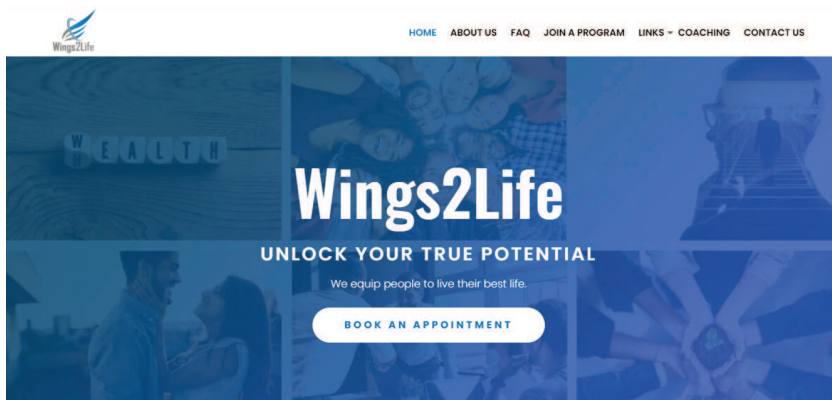 Wings2Life
HOME ABOUT US FAQ JOIN A PROGRAM LINKS COACHING CONTACT US
WEALTH
H
Wings2Life
UNLOCK YOUR TRUE POTENTIAL
We equip people to live their best life.
BOOK AN APPOINTMENT